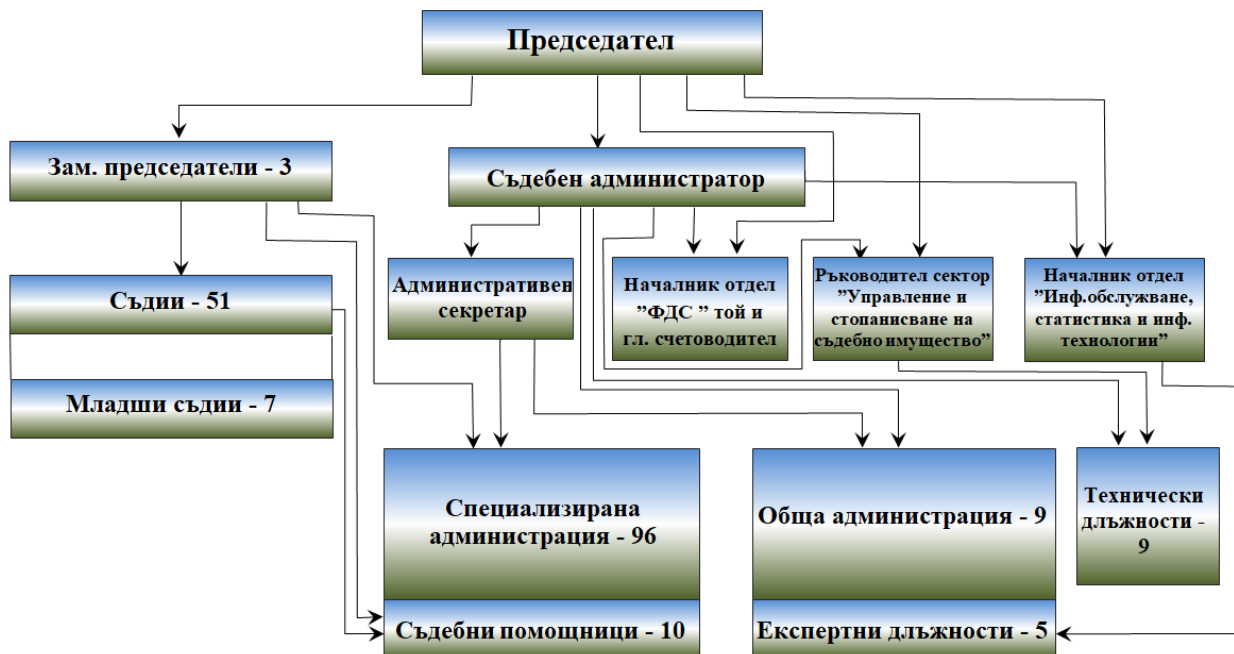 Председател
Зам. председатели - 3
Съдебен администратор
Съдии - 51
Административен
секретар
Началник отдел
”ФДС ” той и
гл. счетоводител
Ръководител сектор
”Управление и
стопанисване на
съдебно имущество”
Началник отдел
”Инф.обслужване,
статистика и инф.
технологии”
Младши съдии - 7
Специализирана
администрация - 96
Обща администрация - 9
Технически
длъжности -
9
Съдебни помощници - 10
Експертни длъжности - 5